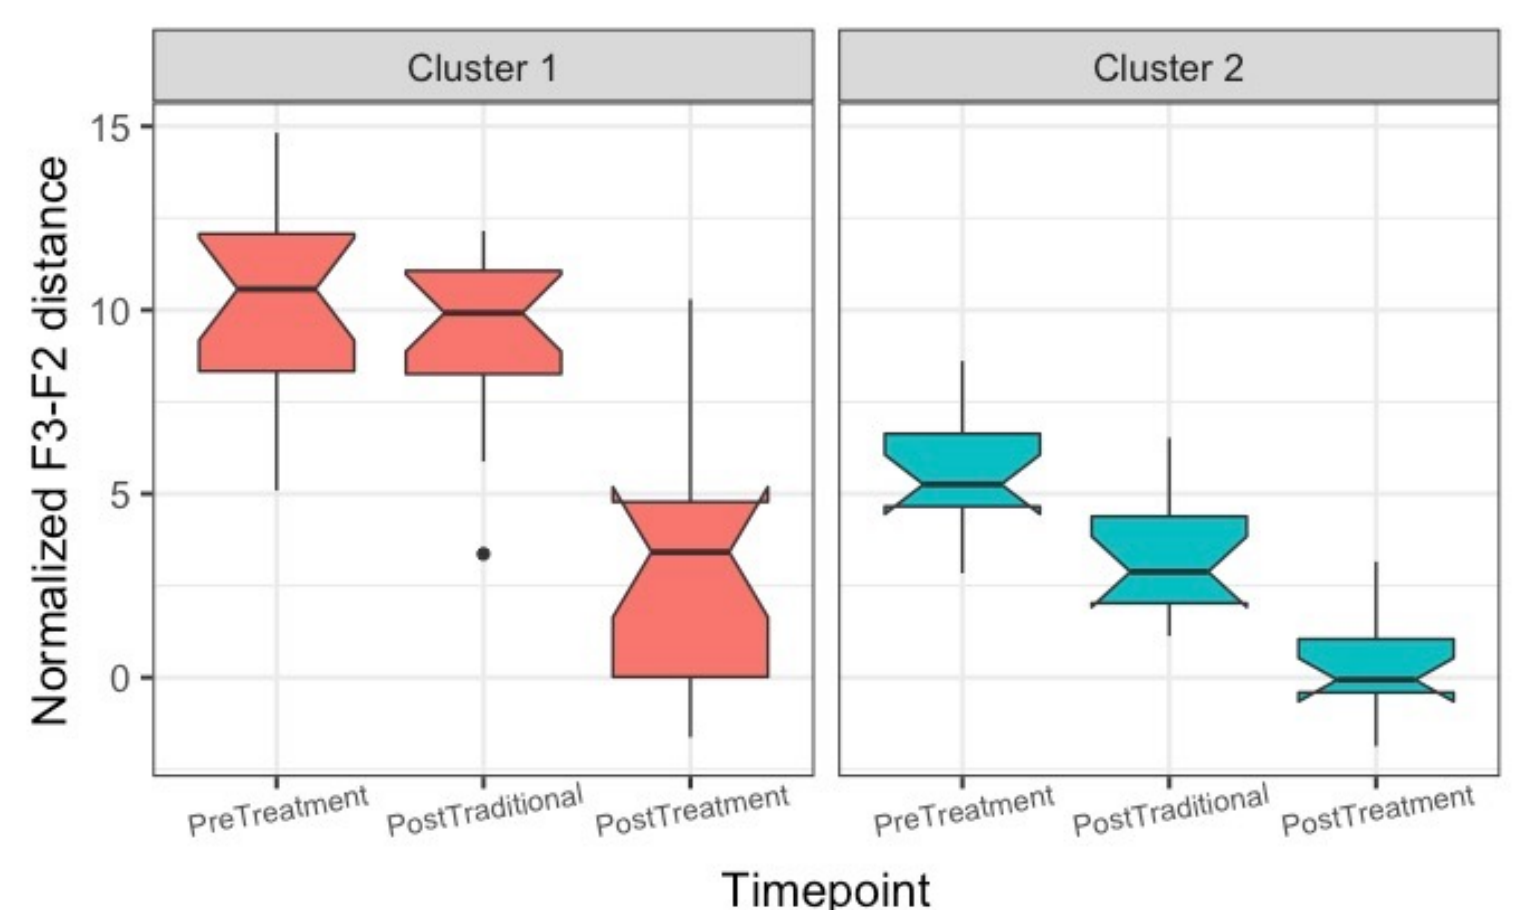 Cluster 1
Cluster 2
Normalized F3-F2 distance
15
10
5
0
PreTreatment
PostTraditional
PostTreatment
PreTreatment
PostTraditional
PostTreatment
Timepoint